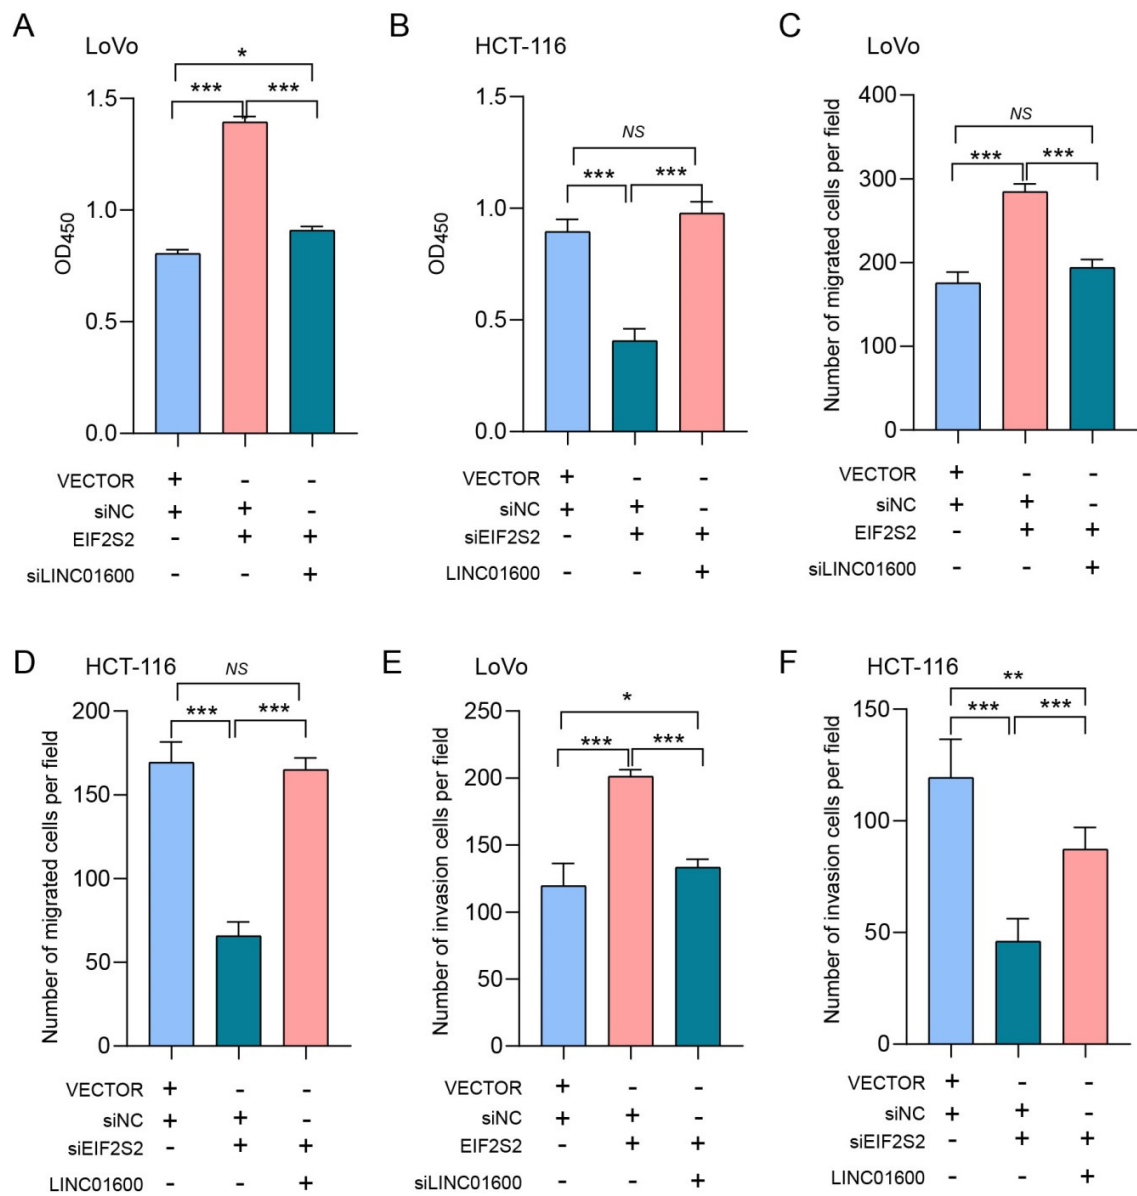 A
LoVo
*
*** ***
1.5
1.0
0.5
0.0
OD450
VECTOR + - -
siNC + + -
EIF2S2 - + +
siLINC01600 - - +
B
HCT-116
NS
*** ***
1.5
1.0
0.5
0.0
OD450
VECTOR + - -
siNC + + -
siEIF2S2 - + +
LINC01600 - - +
C
LoVo
NS
*** ***
400
300
200
100
0
Number of migrated cells per field
VECTOR + - -
siNC + + -
EIF2S2 - + +
siLINC01600 - - +
D
HCT-116
NS
*** ***
200
150
100
50
0
Number of migrated cells per field
VECTOR + - -
siNC + + -
siEIF2S2 - + +
LINC01600 - - +
E
LoVo
*
*** ***
250
200
150
100
50
0
Number of invasion cells per field
VECTOR + - -
siNC + + -
EIF2S2 - + +
siLINC01600 - - +
F
HCT-116
**
*** ***
150
100
50
0
Number of invasion cells per field
VECTOR + - -
siNC + + -
siEIF2S2 - + +
LINC01600 - - +